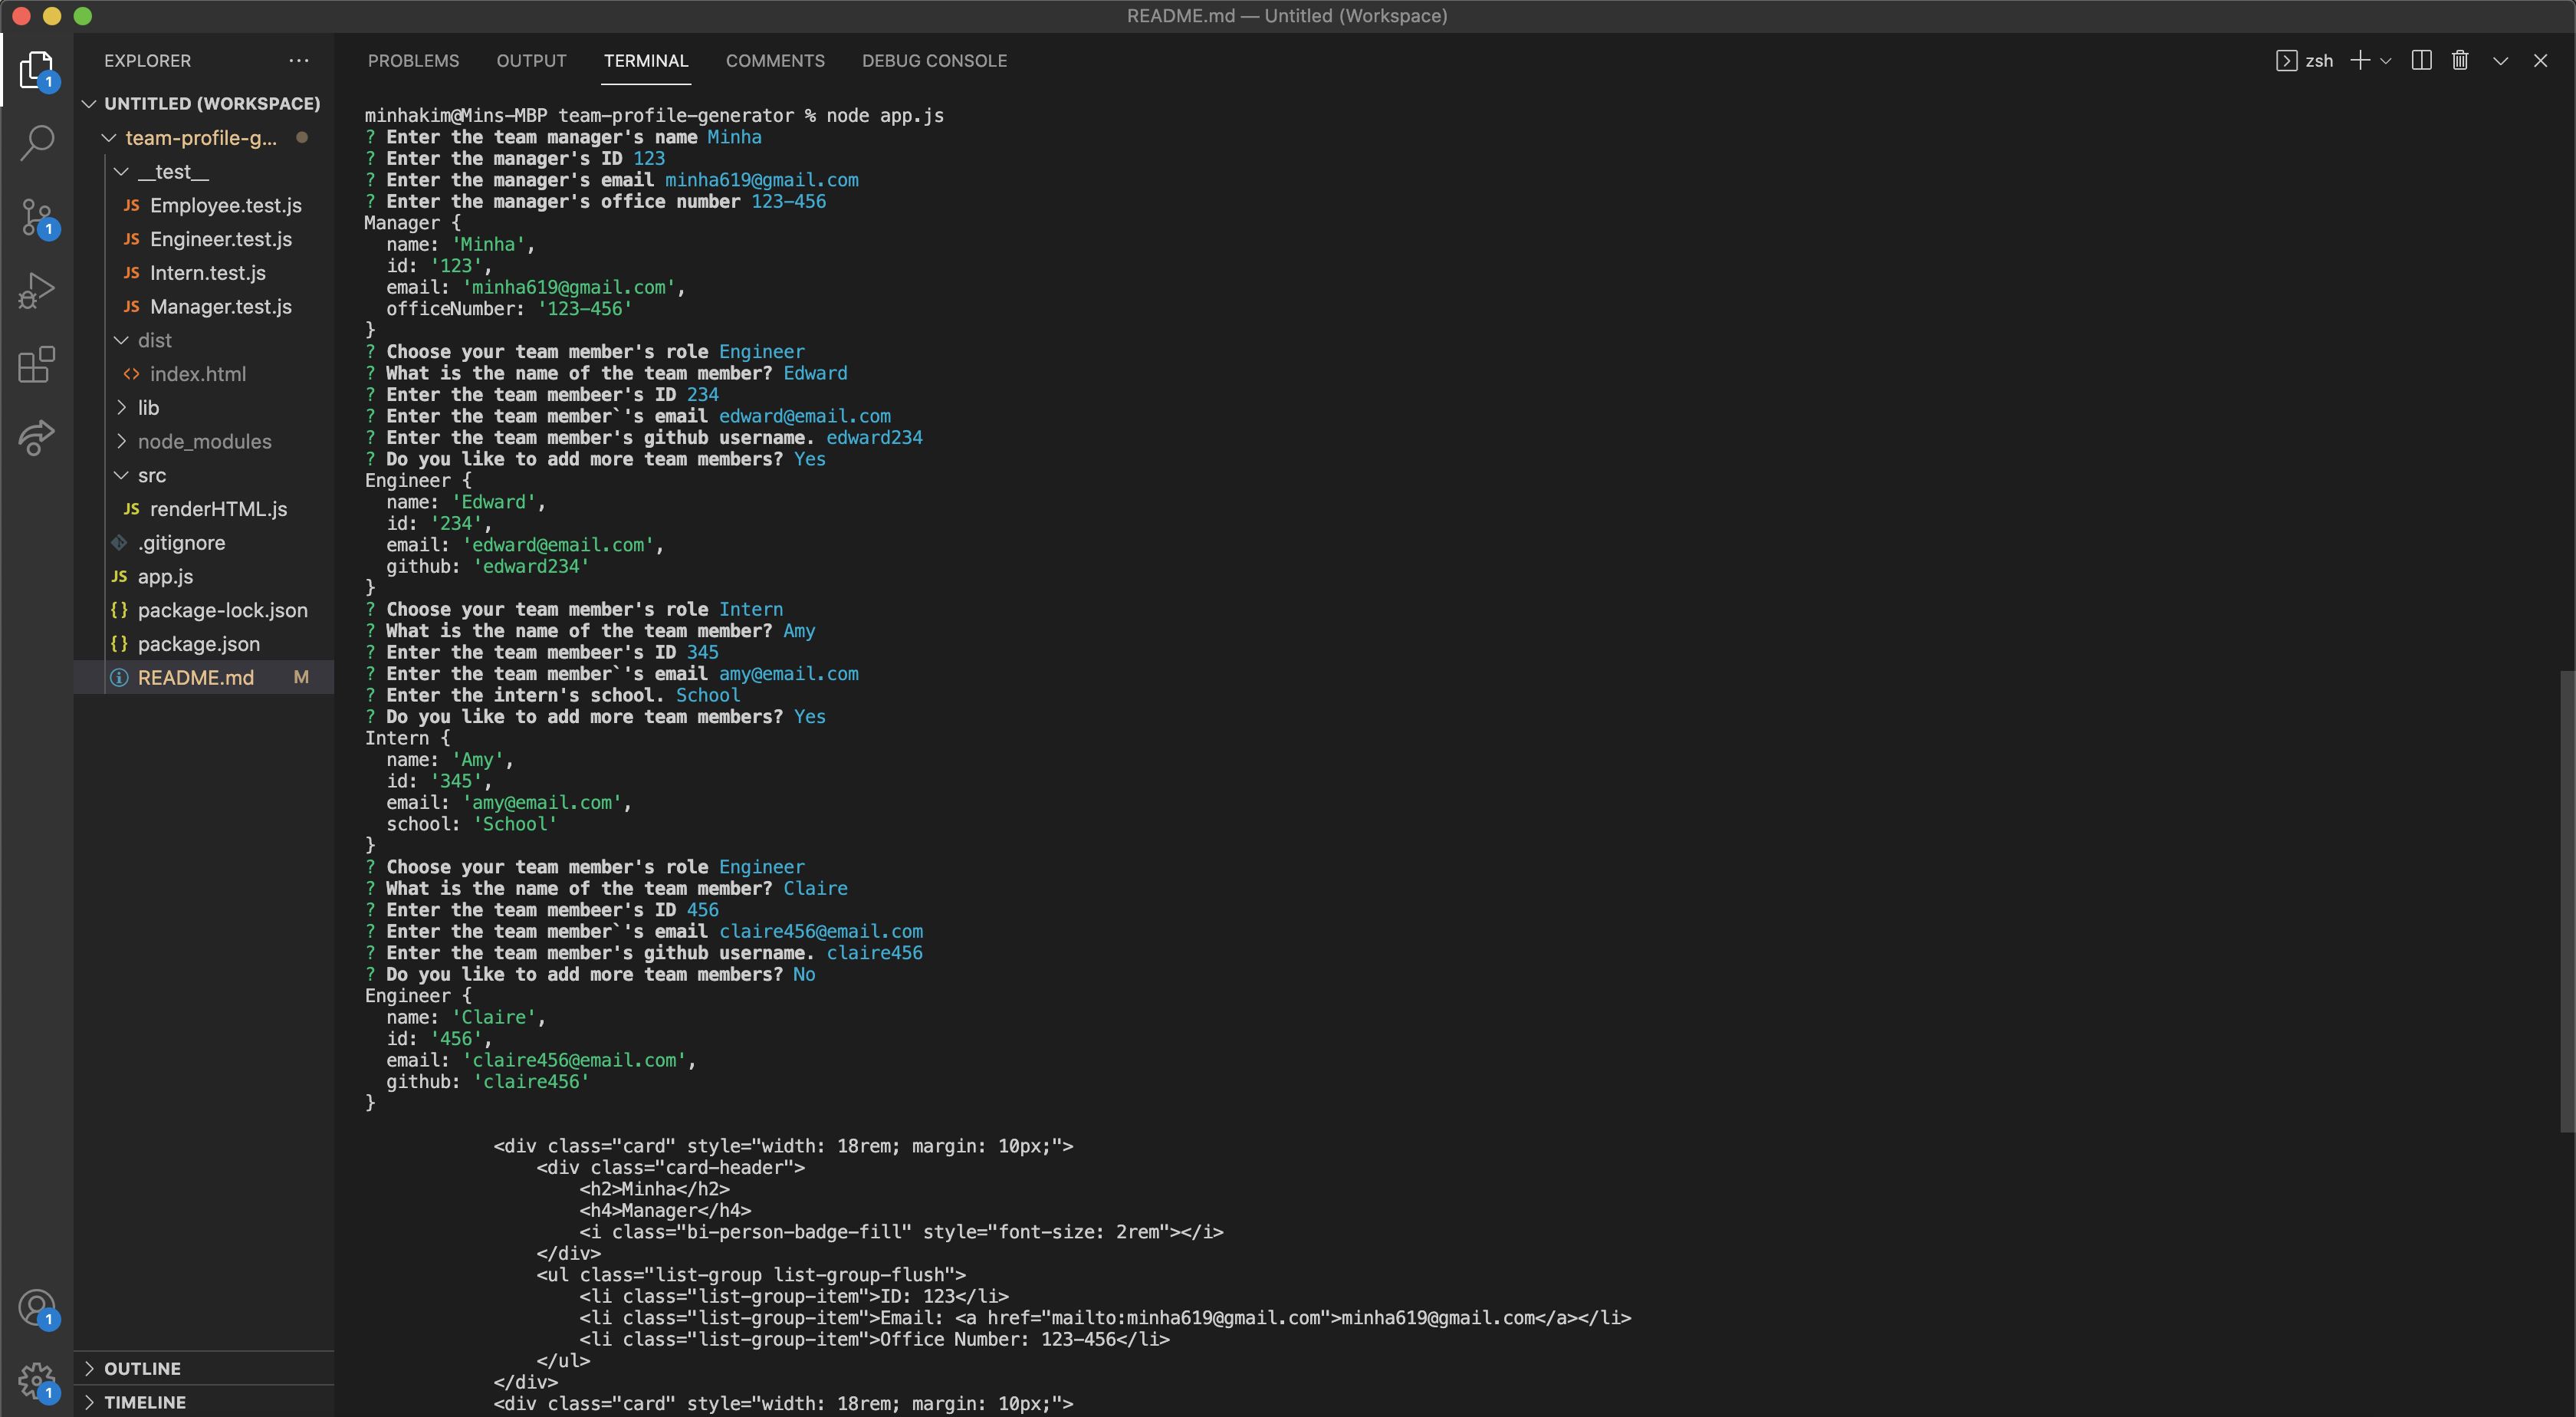 README.md — Untitled (Workspace)
EXPLORER
UNTITLED (WORKSPACE)
team-profile-g...
__test__
JS Employee.test.js
JS Engineer.test.js
JS Intern.test.js
JS Manager.test.js
dist
<> index.html
lib
node_modules
src
JS renderHTML.js
.gitignore
JS app.js
{} package-lock.json
{} package.json
README.md M
OUTLINE
TIMELINE
1
1
1
1
PROBLEMS OUTPUT TERMINAL COMMENTS DEBUG CONSOLE
zsh
minhakim@Mins-MBP team-profile-generator % node app.js
? Enter the team manager's name Minha
? Enter the manager's ID 123
? Enter the manager's email minha619@gmail.com
? Enter the manager's office number 123-456
Manager {
  name: 'Minha',
  id: '123',
  email: 'minha619@gmail.com',
  officeNumber: '123-456'
}
? Choose your team member's role Engineer
? What is the name of the team member? Edward
? Enter the team membeer's ID 234
? Enter the team member`'s email edward@email.com
? Enter the team member's github username. edward234
? Do you like to add more team members? Yes
Engineer {
  name: 'Edward',
  id: '234',
  email: 'edward@email.com',
  github: 'edward234'
}
? Choose your team member's role Intern
? What is the name of the team member? Amy
? Enter the team membeer's ID 345
? Enter the team member`'s email amy@email.com
? Enter the intern's school. School
? Do you like to add more team members? Yes
Intern {
  name: 'Amy',
  id: '345',
  email: 'amy@email.com',
  school: 'School'
}
? Choose your team member's role Engineer
? What is the name of the team member? Claire
? Enter the team membeer's ID 456
? Enter the team member`'s email claire456@email.com
? Enter the team member's github username. claire456
? Do you like to add more team members? No
Engineer {
  name: 'Claire',
  id: '456',
  email: 'claire456@email.com',
  github: 'claire456'
}
<div class="card" style="width: 18rem; margin: 10px;">
    <div class="card-header">
        <h2>Minha</h2>
        <h4>Manager</h4>
        <i class="bi-person-badge-fill" style="font-size: 2rem"></i>
    </div>
    <ul class="list-group list-group-flush">
        <li class="list-group-item">ID: 123</li>
        <li class="list-group-item">Email: <a href="mailto:minha619@gmail.com">minha619@gmail.com</a></li>
        <li class="list-group-item">Office Number: 123-456</li>
    </ul>
</div>
<div class="card" style="width: 18rem; margin: 10px;">